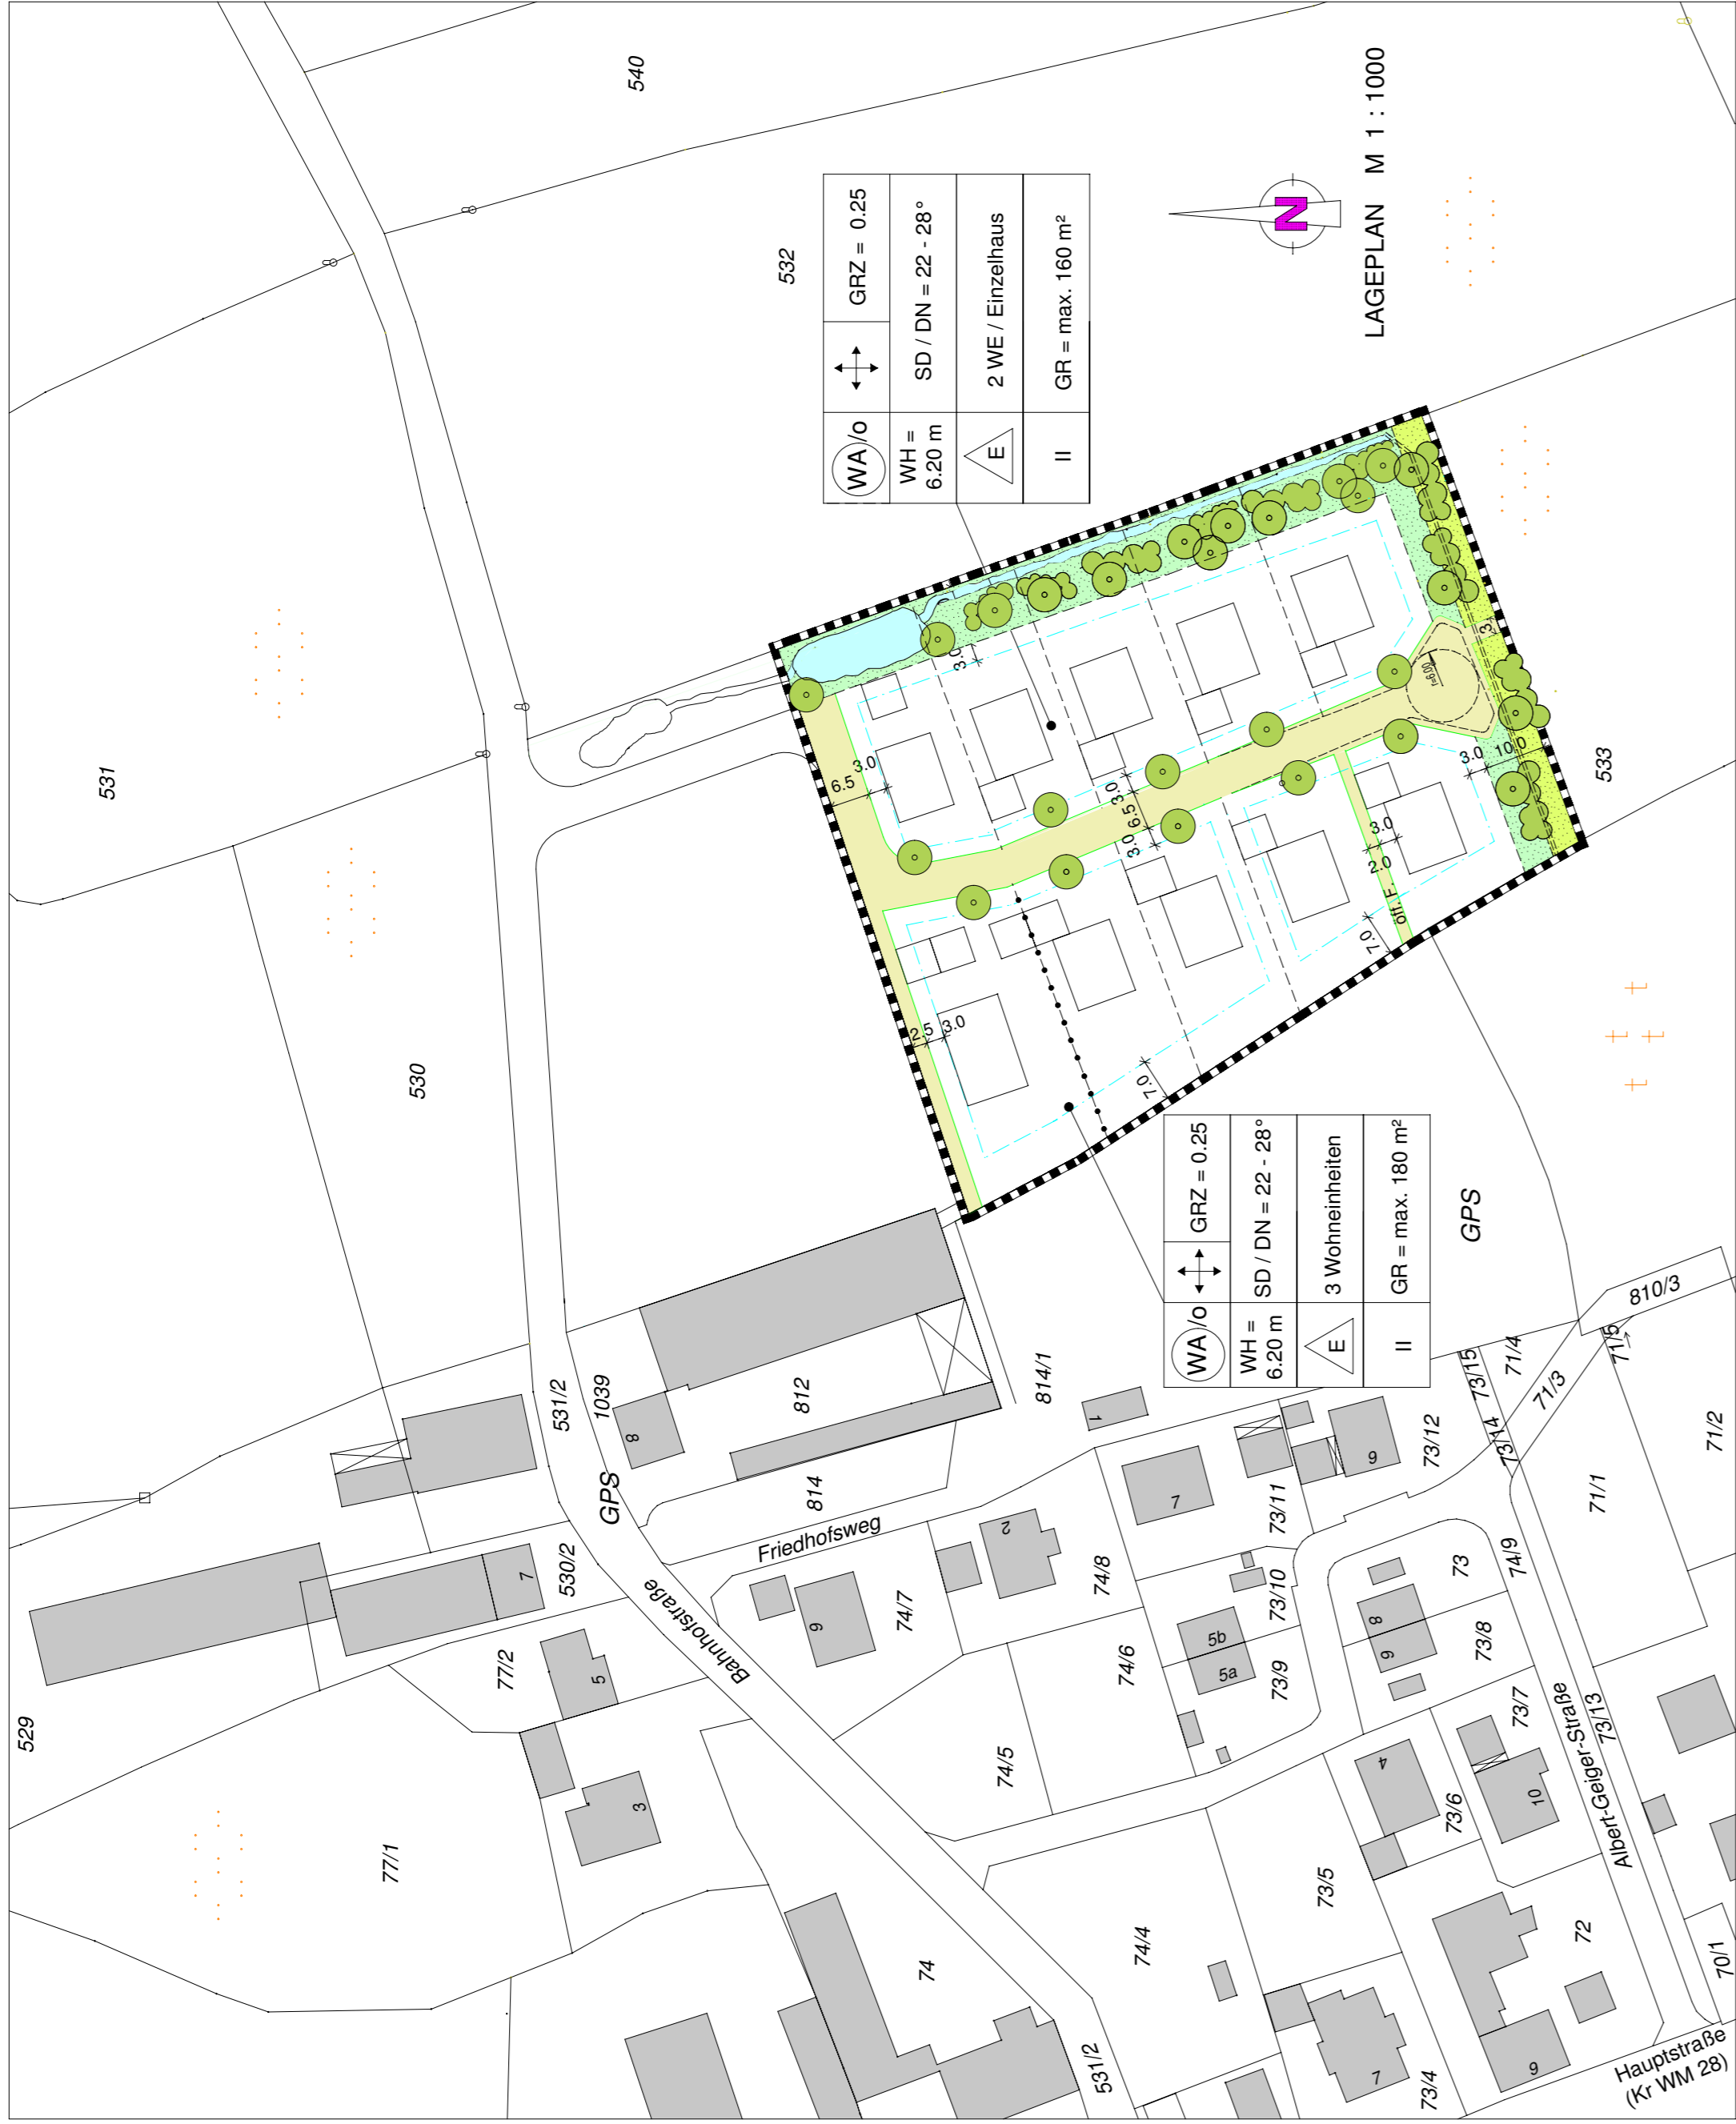 LAGEPLAN M 1 : 1000
N
WA/o
GRZ = 0.25
WH =
6.20 m
SD / DN = 22 - 28°
E
2 WE / Einzelhaus
II
GR = max. 160 m²
WA/o
GRZ = 0.25
WH =
6.20 m
SD / DN = 22 - 28°
E
3 Wohneinheiten
II
GR = max. 180 m²
529
77/1
77/2
530/2
530
531
540
532
533
531/2
1039
812
814
814/1
GPS
GPS
Bahnhofstraße
Friedhofsweg
Albert-Geiger-Straße
Hauptstraße
(Kr WM 28)
74
531/2
74/4
74/5
74/6
74/7
74/8
74/9
73
73/4
73/5
73/6
73/7
73/8
73/9
73/10
73/11
73/12
73/13
73/14
73/15
72
70/1
71/1
71/2
71/3
71/4
71/5
810/3
3
5
7
8
9
2
1
7
9
5a
5b
8
9
4
10
7
9
6.5
3.0
3.0
3.0
6.5
3.0
2.5
3.0
7.0
7.0
2.0
3.0
öff. F.
3.0
10.0
3.
r=6.00